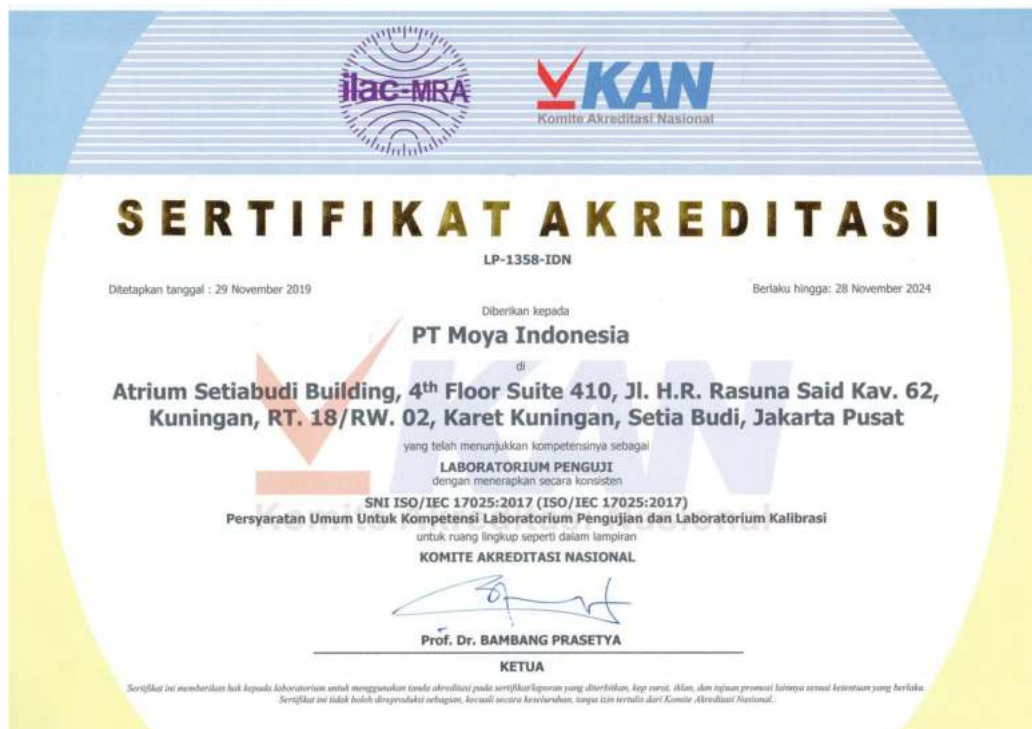 ilac-MRA
KAN
Komite Akreditasi Nasional
SERTIFIKAT AKREDITASI
LP-1358-IDN
Ditetapkan tanggal : 29 November 2019
Berlaku hingga: 28 November 2024
Diberikan kepada
PT Moya Indonesia
di
Atrium Setiabudi Building, 4th Floor Suite 410, Jl. H.R. Rasuna Said Kav. 62,
Kuningan, RT. 18/RW. 02, Karet Kuningan, Setia Budi, Jakarta Pusat
yang telah menunjukkan kompetensinya sebagai
LABORATORIUM PENGUJI
dengan menerapkan secara konsisten
SNI ISO/IEC 17025:2017 (ISO/IEC 17025:2017)
Persyaratan Umum Untuk Kompetensi Laboratorium Pengujian dan Laboratorium Kalibrasi
untuk ruang lingkup seperti dalam lampiran
KOMITE AKREDITASI NASIONAL
Prof. Dr. BAMBANG PRASETYA
KETUA
Sertifikat ini memberikan hak kepada laboratorium untuk menggunakan tanda akreditasi pada sertifikat/laporan yang diterbitkan, kop surat, iklan, dan tujuan promosi lainnya sesuai ketentuan yang berlaku.
Sertifikat ini tidak boleh direproduksi sebagian, kecuali secara keseluruhan, tanpa izin tertulis dari Komite Akreditasi Nasional.
KAN
Komite Akreditasi Nasional